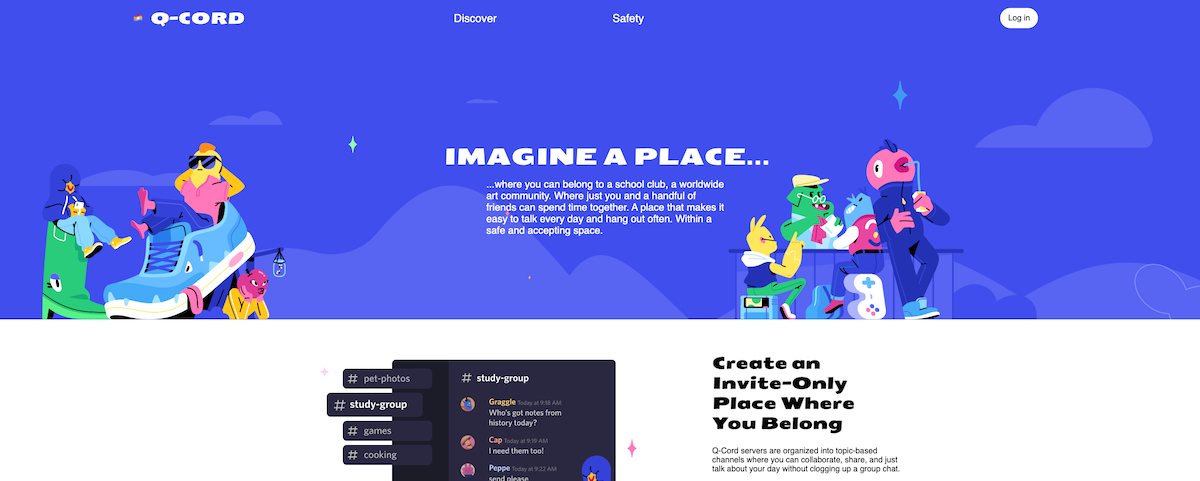 Q-CORD
Discover
Safety
Log in
IMAGINE A PLACE...
...where you can belong to a school club, a worldwide
art community. Where just you and a handful of
friends can spend time together. A place that makes it
easy to talk every day and hang out often. Within a
safe and accepting space.
# pet-photos
# study-group
# games
# cooking
# study-group
Graggle Today at 9:18 AM
Who's got notes from
history today?
Cap Today at 9:19 AM
I need them too!
Peppe Today at 9:22 AM
send please
Create an
Invite-Only
Place Where
You Belong
Q-Cord servers are organized into topic-based
channels where you can collaborate, share, and just
talk about your day without clogging up a group chat.